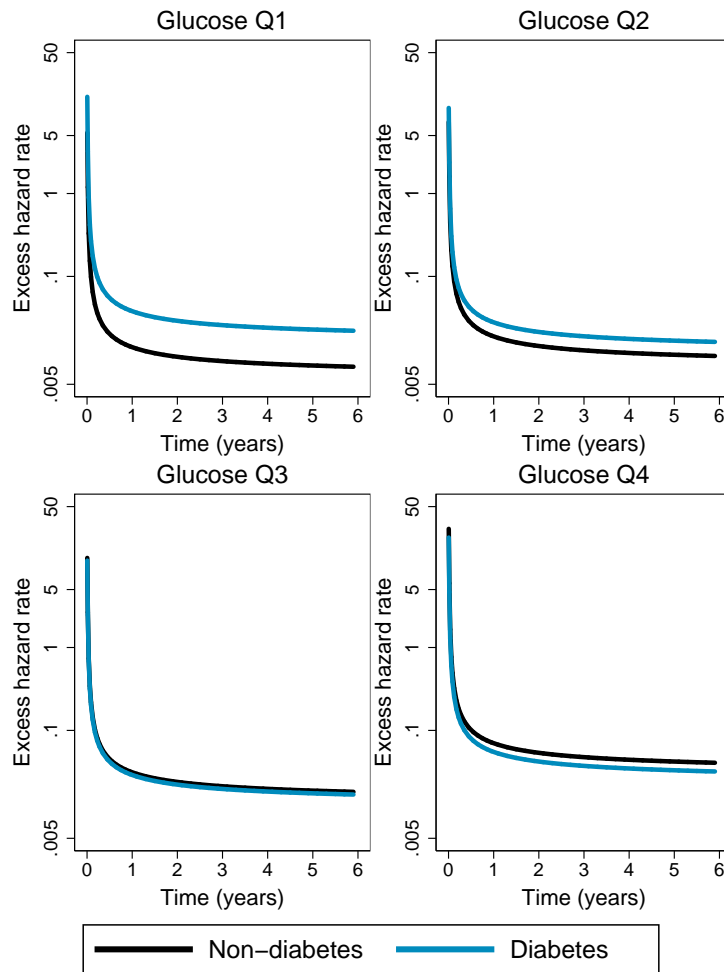 Glucose Q1
Excess hazard rate
50
5
1
.1
.005
0 1 2 3 4 5 6
Time (years)
Glucose Q2
Excess hazard rate
50
5
1
.1
.005
0 1 2 3 4 5 6
Time (years)
Glucose Q3
Excess hazard rate
50
5
1
.1
.005
0 1 2 3 4 5 6
Time (years)
Glucose Q4
Excess hazard rate
50
5
1
.1
.005
0 1 2 3 4 5 6
Time (years)
Non−diabetes Diabetes